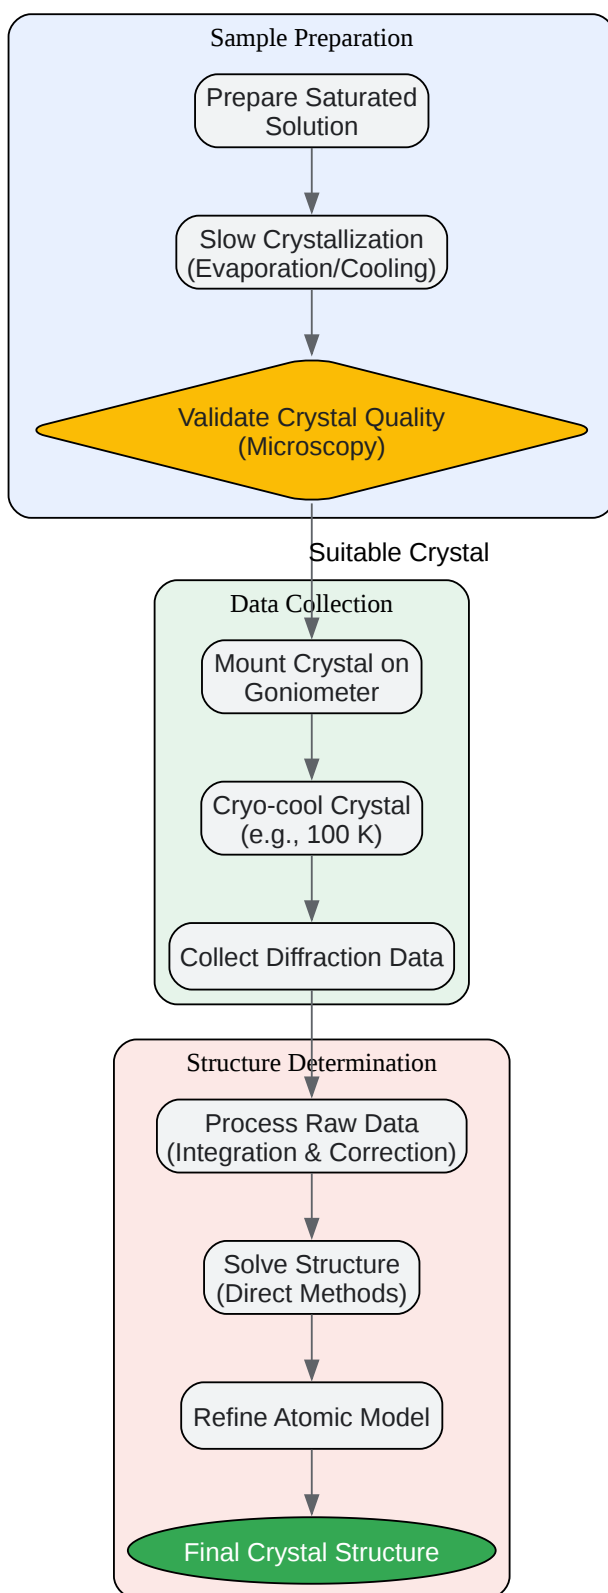 Sample Preparation
Prepare Saturated
Solution
Slow Crystallization
(Evaporation/Cooling)
Validate Crystal Quality
(Microscopy)
Suitable Crystal
Data Collection
Mount Crystal on
Goniometer
Cryo-cool Crystal
(e.g., 100 K)
Collect Diffraction Data
Structure Determination
Process Raw Data
(Integration & Correction)
Solve Structure
(Direct Methods)
Refine Atomic Model
Final Crystal Structure